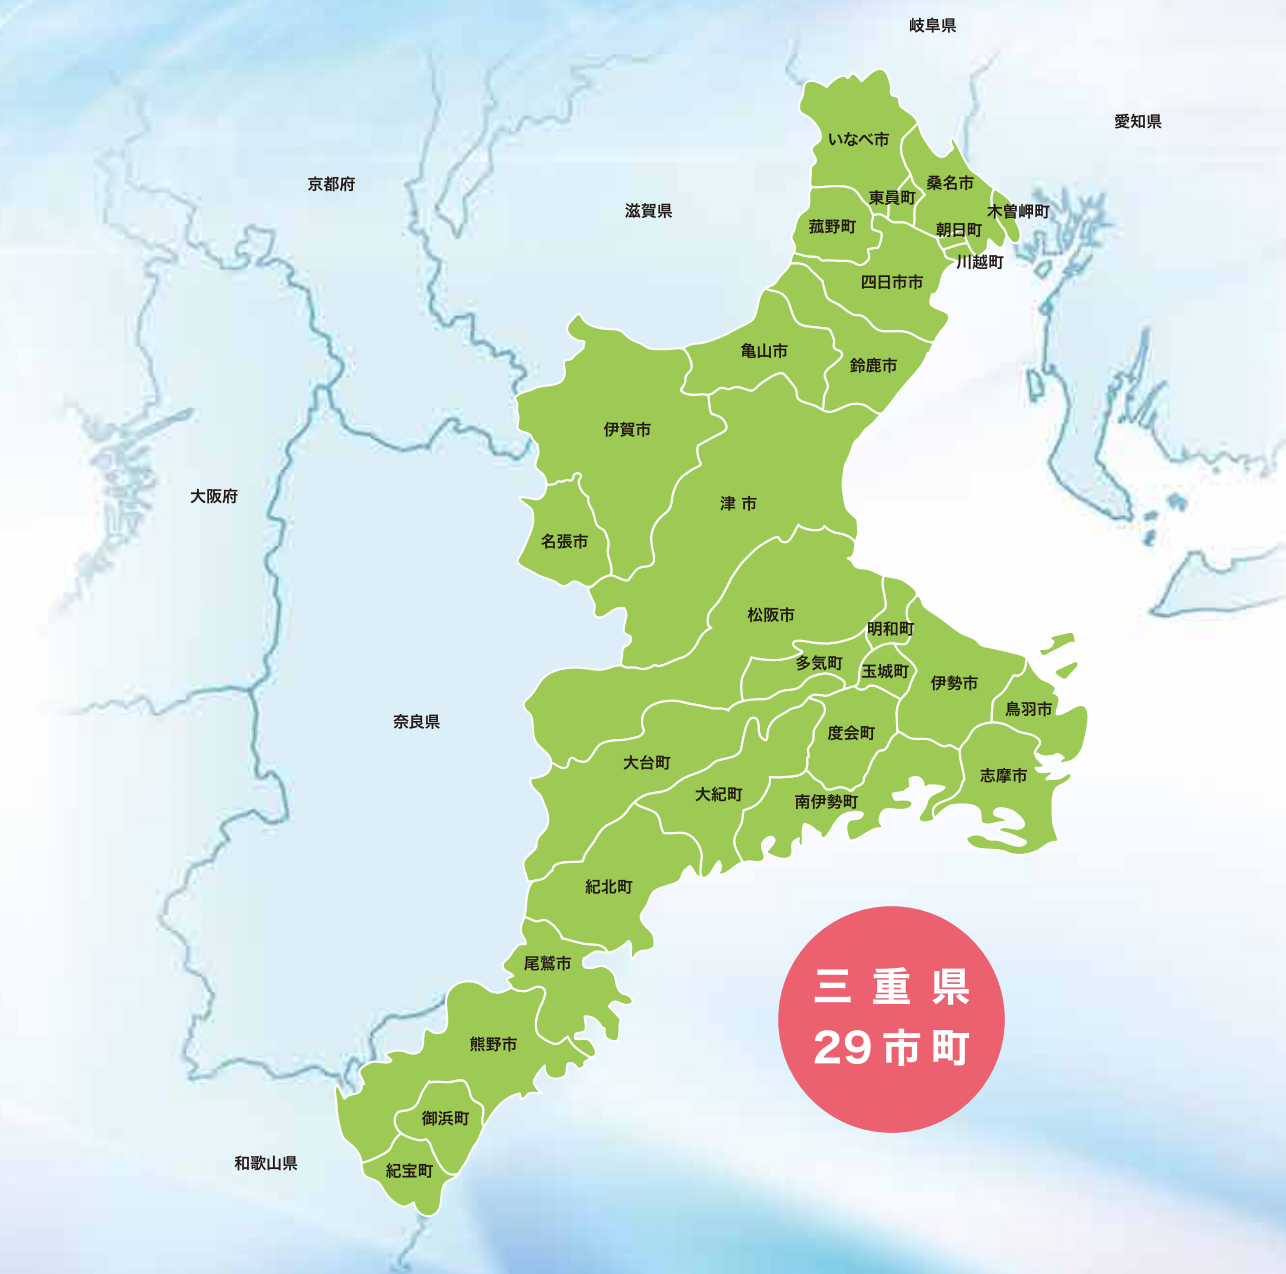 岐阜県
愛知県
いなべ市
京都府
桑名市
東員町
滋賀県
木曽岬町
菰野町
朝日町
川越町
四日市市
亀山市
鈴鹿市
伊賀市
大阪府
津 市
名張市
松阪市
明和町
多気町
玉城町
伊勢市
鳥羽市
奈良県
度会町
大台町
志摩市
大紀町
南伊勢町
紀北町
尾鷲市
三重県
29市町
熊野市
御浜町
和歌山県
紀宝町